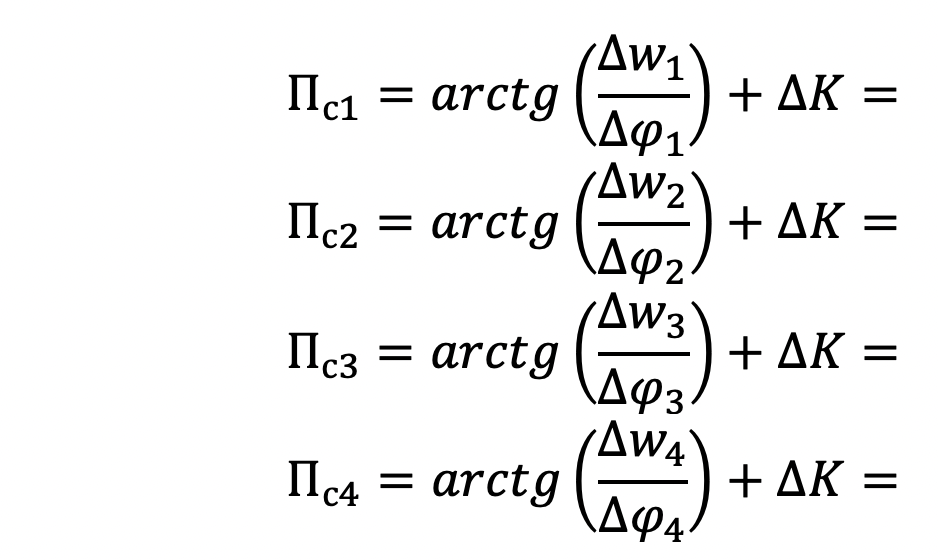 Π_c1 = arctg (Δw_1 / Δφ_1) + ΔK =
Π_c2 = arctg (Δw_2 / Δφ_2) + ΔK =
Π_c3 = arctg (Δw_3 / Δφ_3) + ΔK =
Π_c4 = arctg (Δw_4 / Δφ_4) + ΔK =